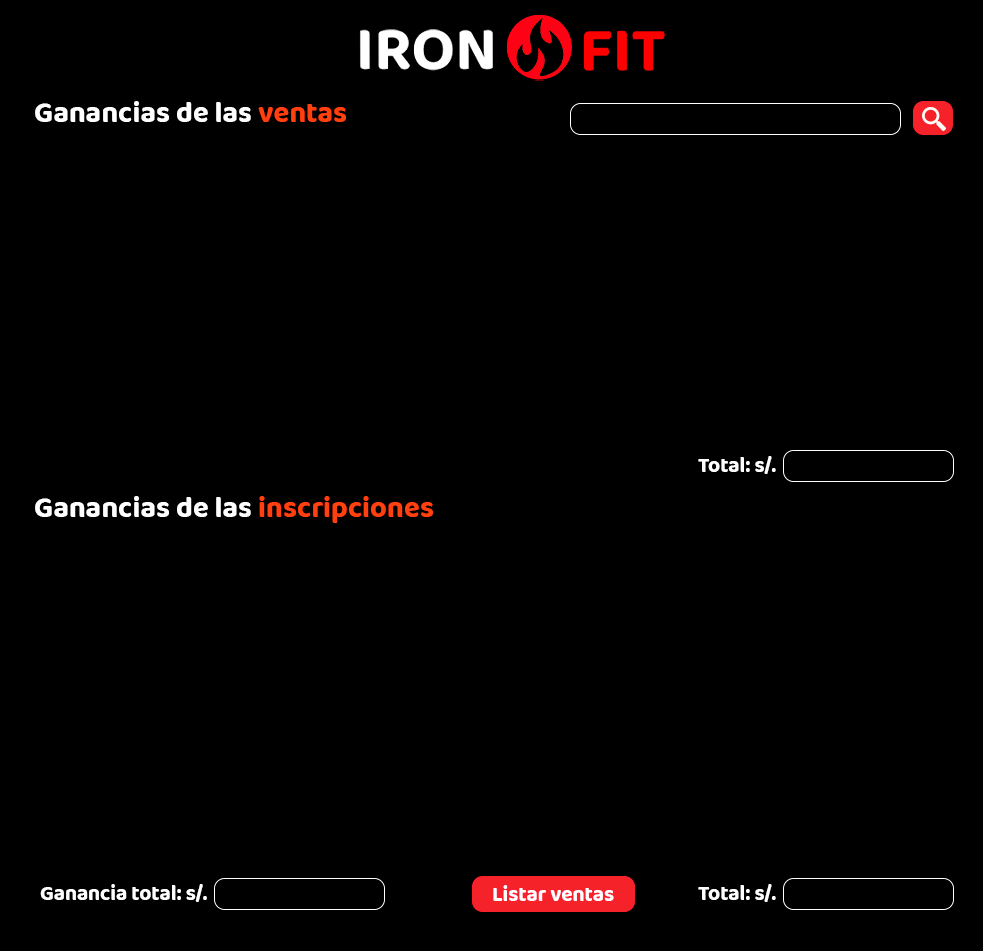 IRON FIT
Ganancias de las ventas
Total: s/.
Ganancias de las inscripciones
Ganancia total: s/.
Listar ventas
Total: s/.